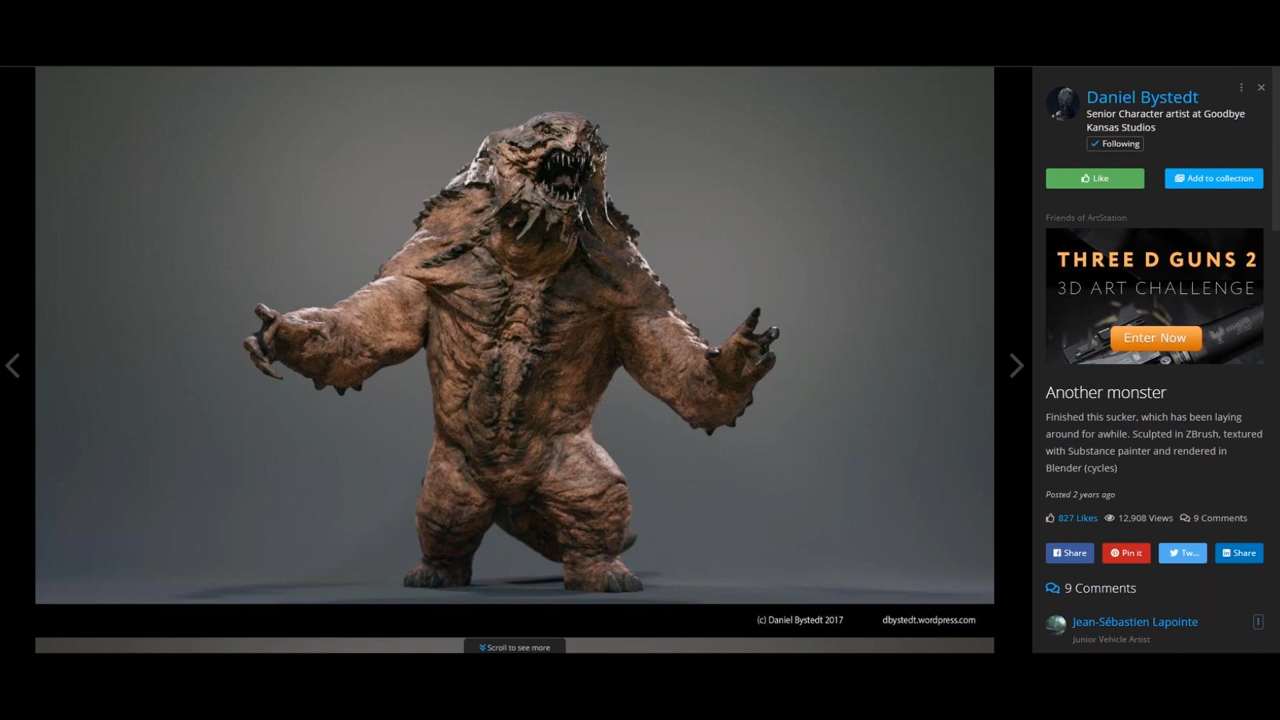 Daniel Bystedt
Senior Character artist at Goodbye
Kansas Studios
Following
Like
Add to collection
Friends of ArtStation
THREE D GUNS 2
3D ART CHALLENGE
Enter Now
Another monster
Finished this sucker, which has been laying
around for awhile. Sculpted in ZBrush, textured
with Substance painter and rendered in
Blender (cycles)
Posted 2 years ago
827 Likes 12,908 Views 9 Comments
Share Pin it Tw... Share
9 Comments
Jean-Sébastien Lapointe
Junior Vehicle Artist
(c) Daniel Bystedt 2017 dbystedt.wordpress.com
Scroll to see more